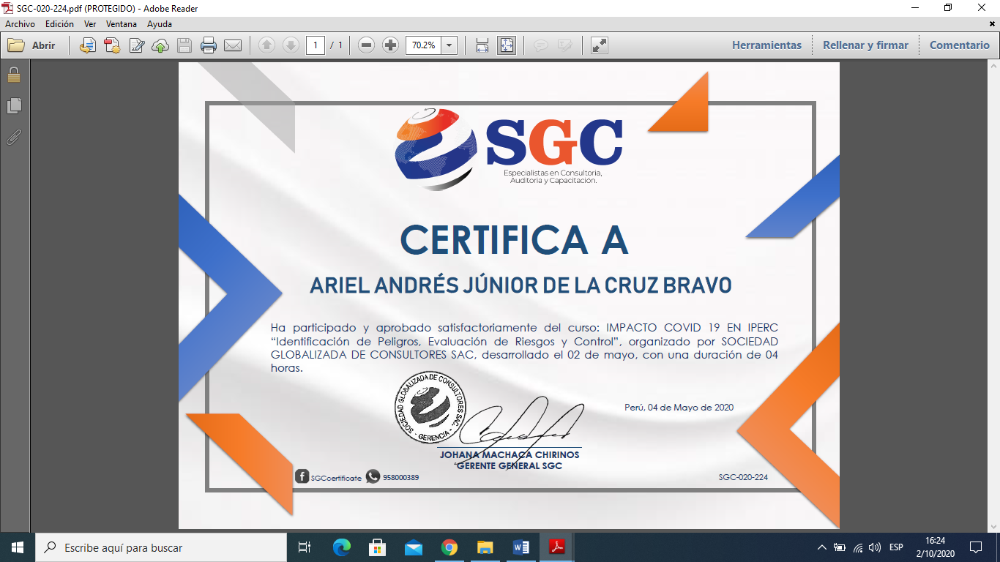 SGC-020-224.pdf (PROTEGIDO) - Adobe Reader
Archivo Edición Ver Ventana Ayuda
Abrir 1 / 1 70.2% Herramientas Rellenar y firmar Comentario
SGC
Especialistas en Consultoria,
Auditoria y Capacitación.
CERTIFICA A
ARIEL ANDRÉS JÚNIOR DE LA CRUZ BRAVO
Ha participado y aprobado satisfactoriamente del curso: IMPACTO COVID 19 EN IPERC
“Identificación de Peligros, Evaluación de Riesgos y Control”, organizado por SOCIEDAD
GLOBALIZADA DE CONSULTORES SAC, desarrollado el 02 de mayo, con una duración de 04
horas.
SOCIEDAD GLOBALIZADA DE CONSULTORES SAC.
- GERENCIA -
Perú, 04 de Mayo de 2020
JOHANA MACHACA CHIRINOS
“GERENTE GENERAL SGC
SGCcertificate 958000389
SGC-020-224
Escribe aquí para buscar
ESP
16:24
2/10/2020